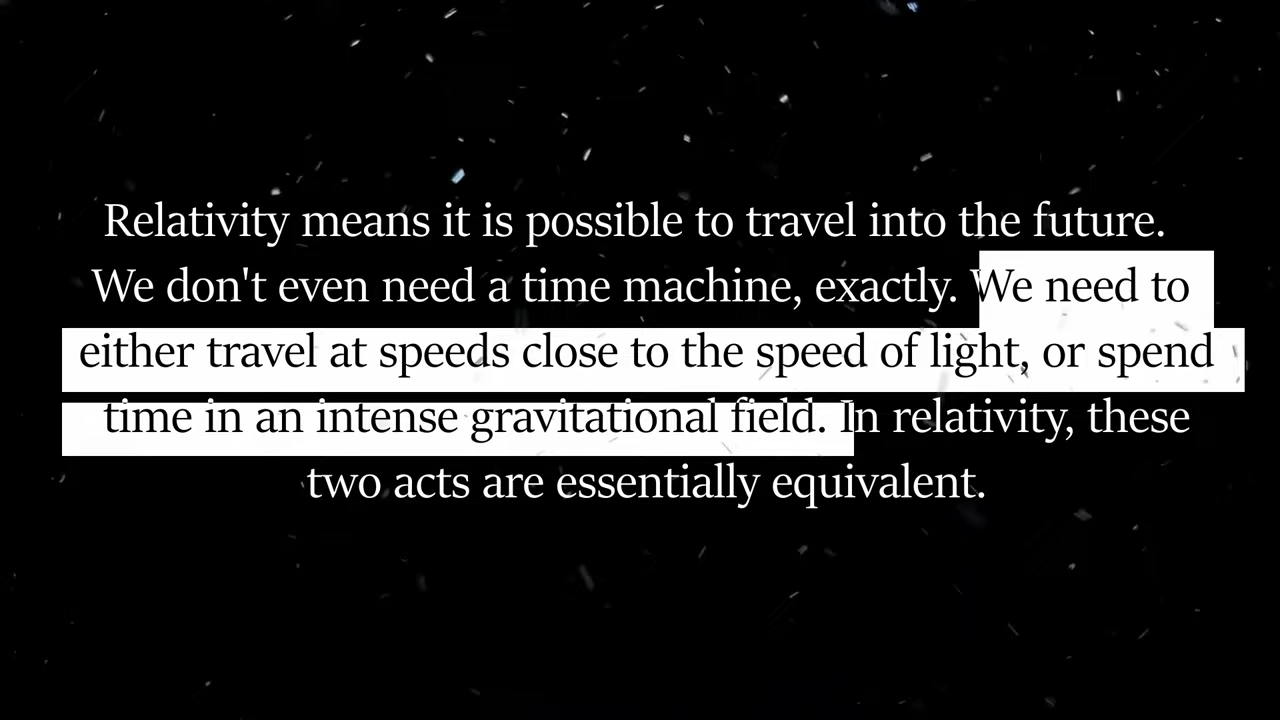 Relativity means it is possible to travel into the future.
We don't even need a time machine, exactly. We need to
either travel at speeds close to the speed of light, or spend
time in an intense gravitational field. In relativity, these
two acts are essentially equivalent.